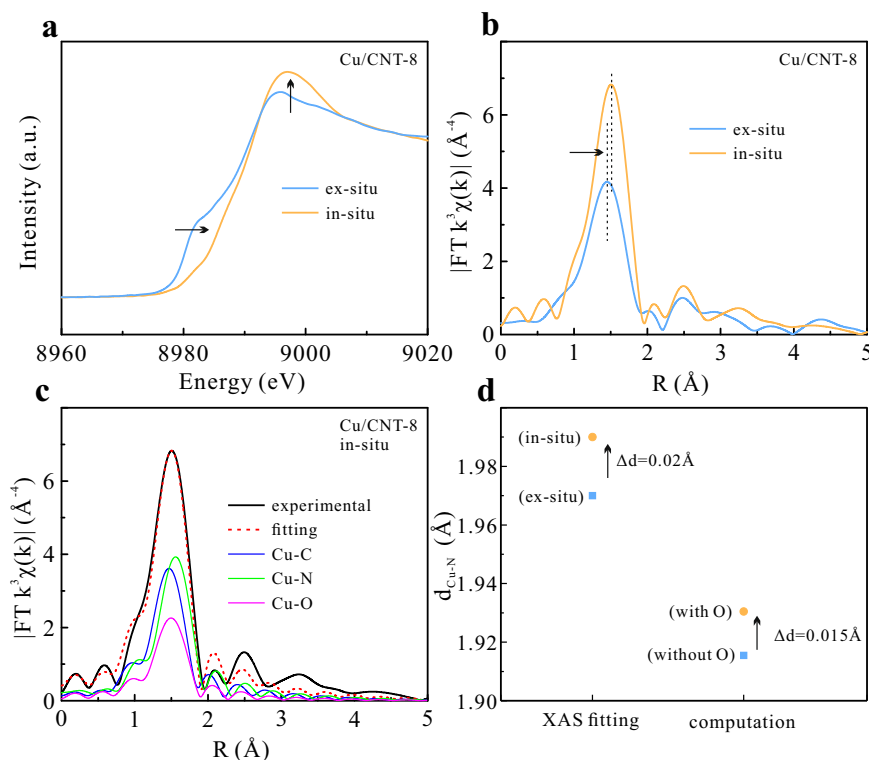 a
Cu/CNT-8
Intensity (a.u.)
ex-situ
in-situ
8960 8980 9000 9020
Energy (eV)
b
Cu/CNT-8
|FT k³χ(k)| (Å⁻⁴)
8
6
4
2
0
ex-situ
in-situ
0 1 2 3 4 5
R (Å)
c
Cu/CNT-8
in-situ
|FT k³χ(k)| (Å⁻⁴)
6
4
2
0
experimental
fitting
Cu-C
Cu-N
Cu-O
0 1 2 3 4 5
R (Å)
d
d_Cu-N (Å)
1.98
1.96
1.94
1.92
1.90
(in-situ)
Δd=0.02Å
(ex-situ)
(with O)
Δd=0.015Å
(without O)
XAS fitting computation